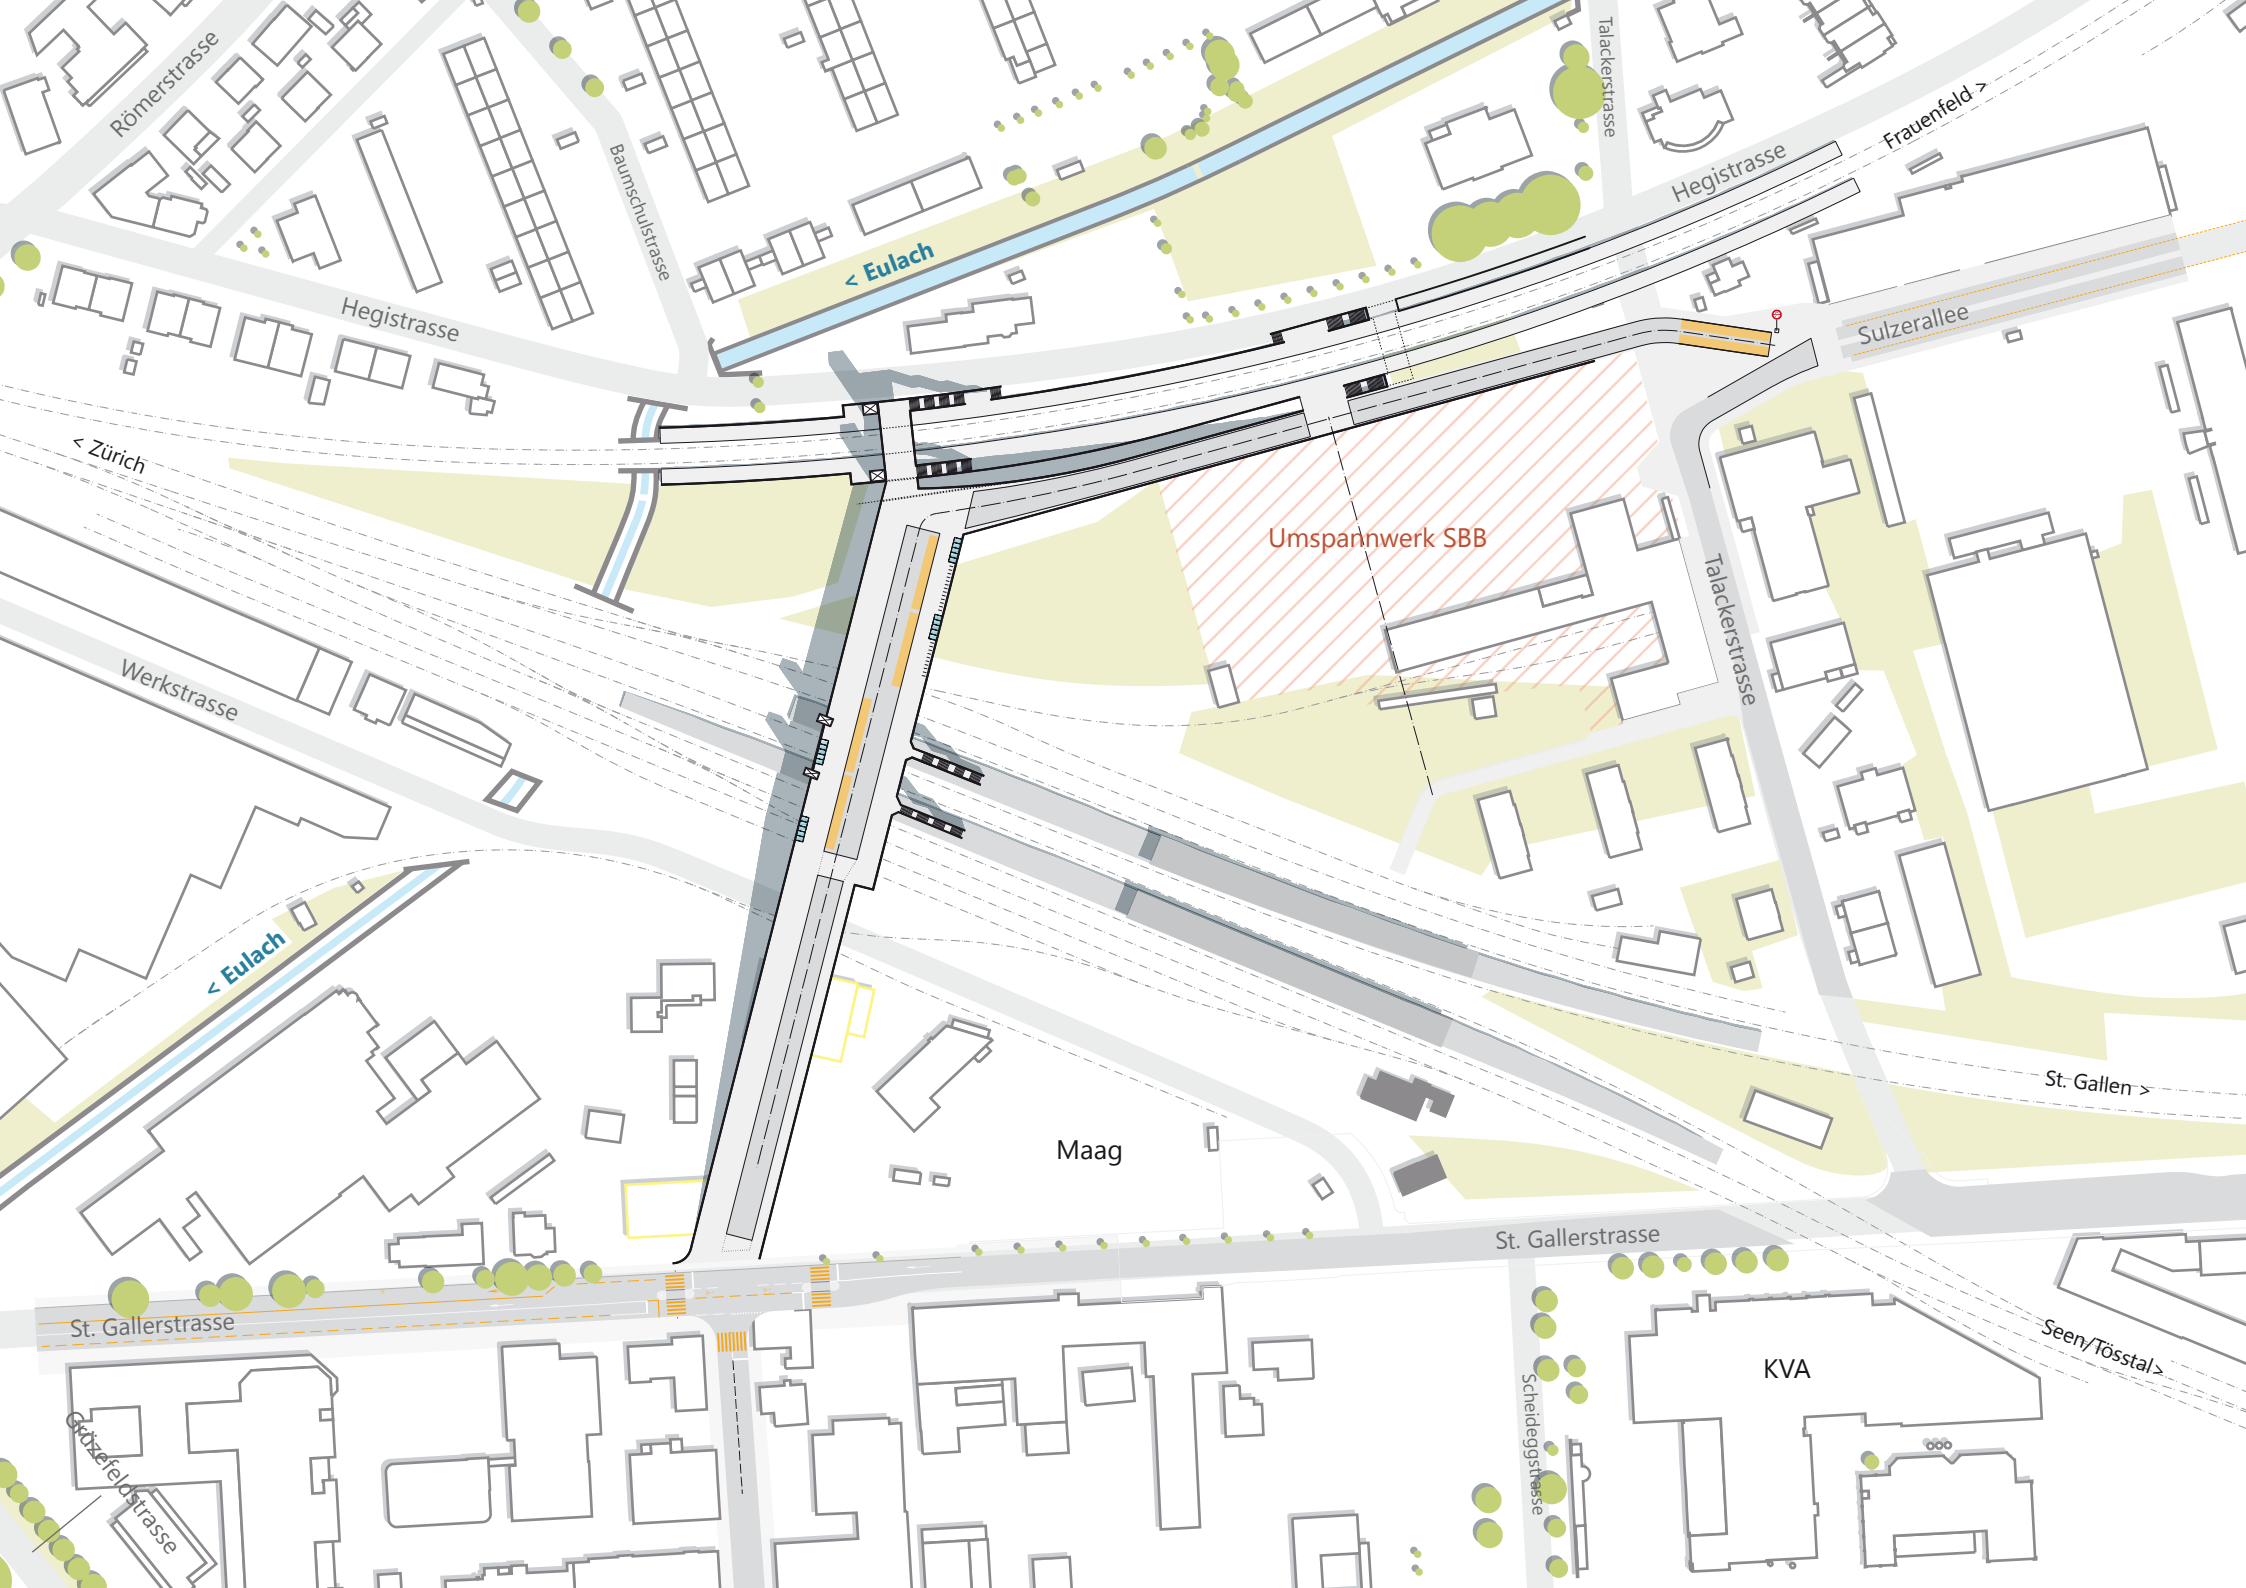 Römerstrasse
Talackerstrasse
Frauenfeld >
Baumschulstrasse
Hegistrasse
< Eulach
Hegistrasse
Sulzerallee
< Zürich
Umspannwerk SBB
Talackerstrasse
Werkstrasse
< Eulach
St. Gallen >
Maag
St. Gallerstrasse
St. Gallerstrasse
Seen/Tösstal>
KVA
Scheideggstrasse
Grüzefeldstrasse